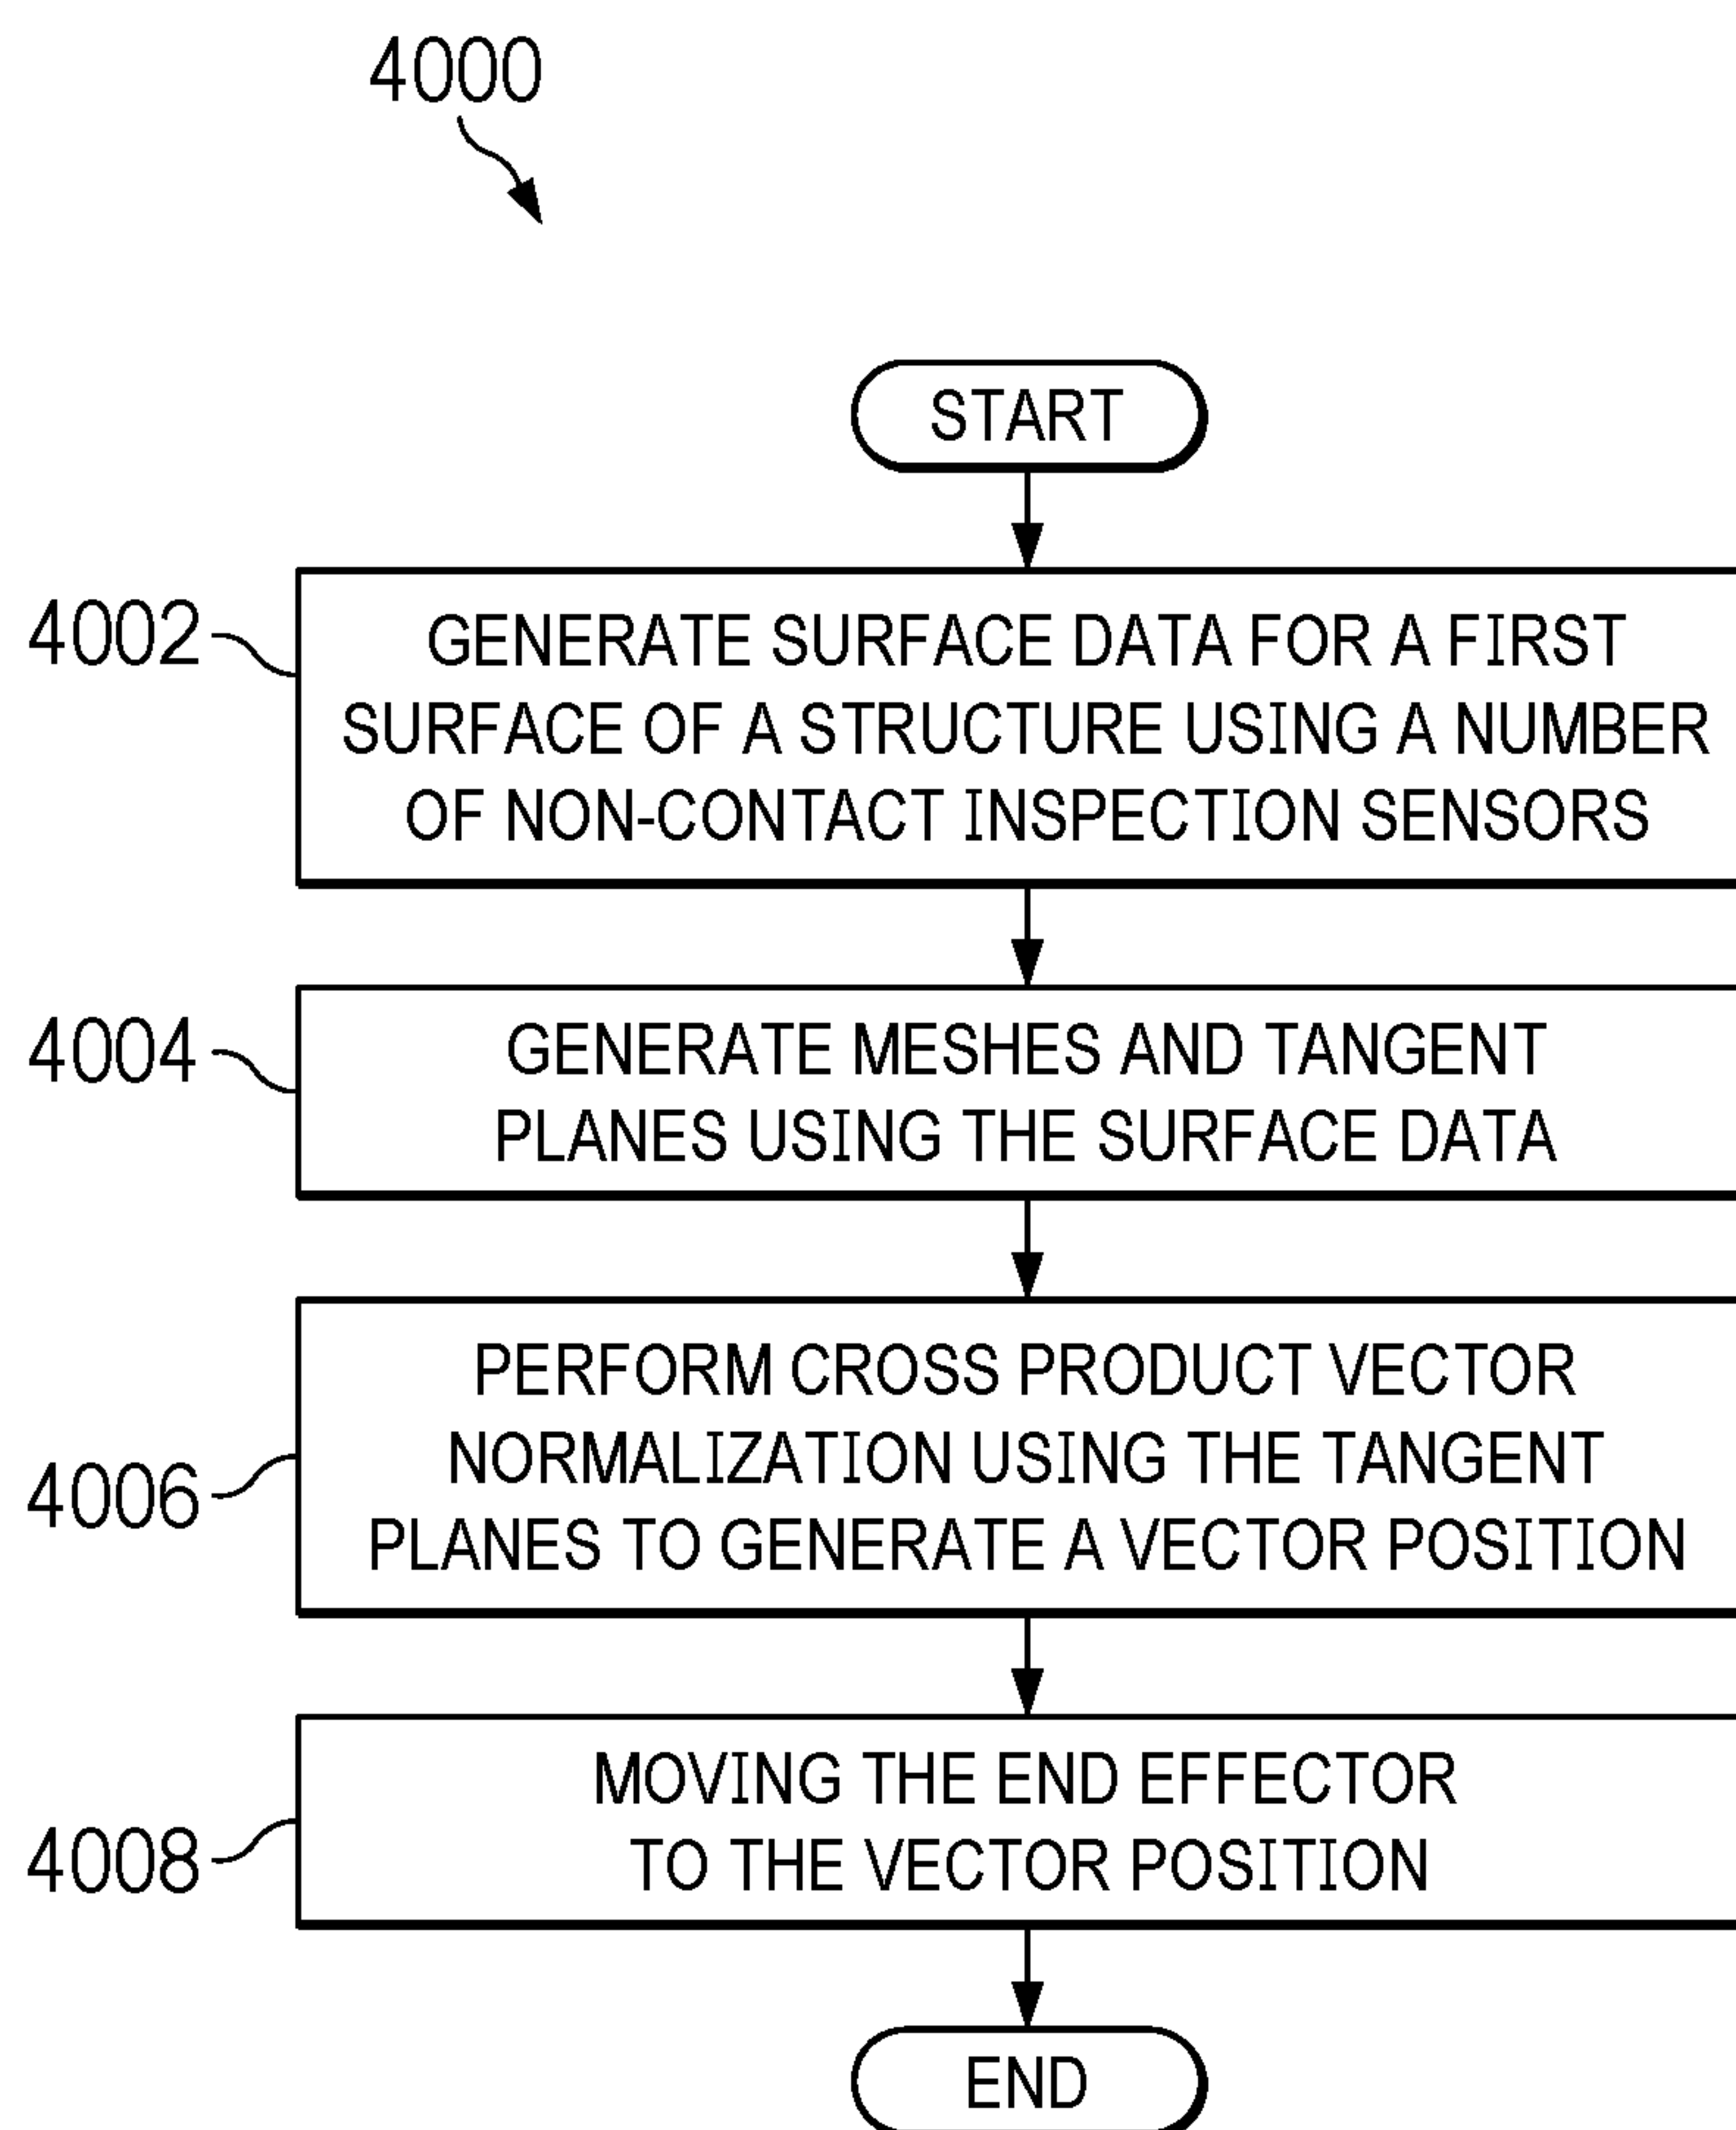 4000
START
4002
GENERATE SURFACE DATA FOR A FIRST
SURFACE OF A STRUCTURE USING A NUMBER
OF NON-CONTACT INSPECTION SENSORS
4004
GENERATE MESHES AND TANGENT
PLANES USING THE SURFACE DATA
4006
PERFORM CROSS PRODUCT VECTOR
NORMALIZATION USING THE TANGENT
PLANES TO GENERATE A VECTOR POSITION
4008
MOVING THE END EFFECTOR
TO THE VECTOR POSITION
END